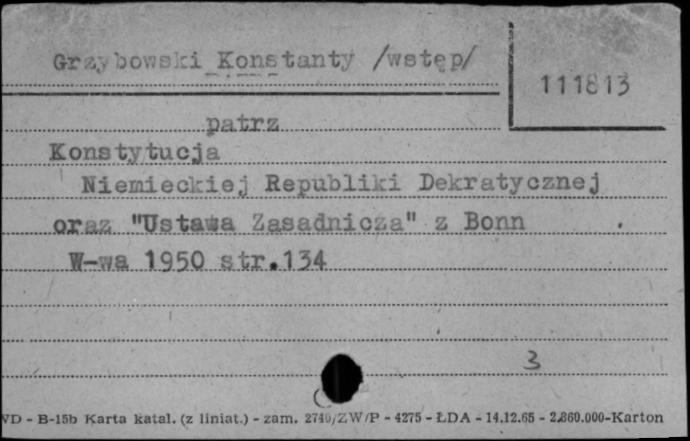 Grzybowski Konstanty /wstęp/
111813
patrz
Konstytucja
Niemieckiej Republiki Dekratycznej
oraz "Ustawa Zasadnicza" z Bonn
W-wa 1950 str.134
3
VD - B-15b Karta katal. (z liniat.) - zam. 2740/ZW/P - 4275 - ŁDA - 14.12.65 - 2.860.000-Karton